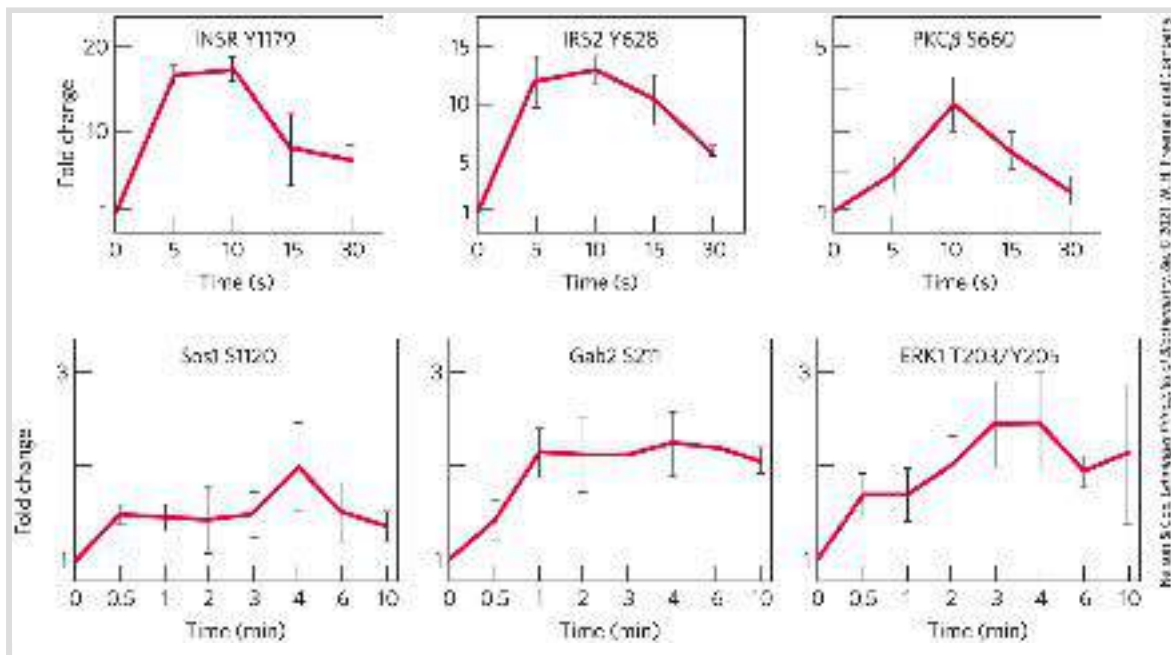 INSR Y1179
IRS2 Y628
PKCβ S660
20
10
1
Fold change
0 5 10 15 30
Time (s)
15
10
5
1
0 5 10 15 30
Time (s)
5
1
0 5 10 15 30
Time (s)
Sos1 S1120
Gab2 S211
ERK1 T203/Y205
3
1
Fold change
0 0.5 1 2 3 4 6 10
Time (min)
3
1
0 0.5 1 2 3 4 6 10
Time (min)
3
1
0 0.5 1 2 3 4 6 10
Time (min)